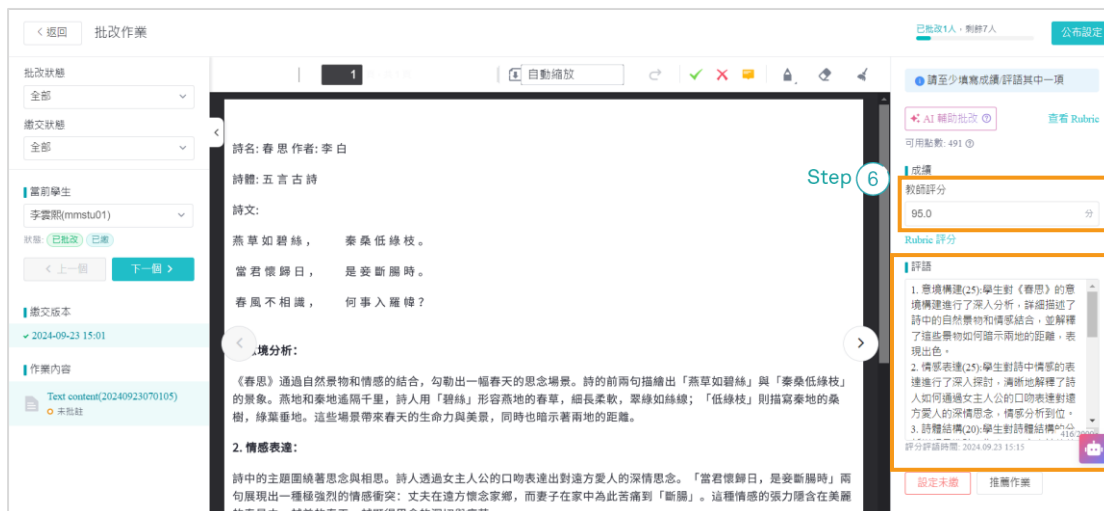 返回
批改作業
已批改1人，剩餘7人
公布設定
批改狀態
全部
繳交狀態
全部
當前學生
李雲熙(mmstu01)
狀態: 已批改 已繳
上一個
下一個
繳交版本
2024-09-23 15:01
作業內容
Text content(20240923070105)
未批註
1
自動縮放
詩名: 春 思 作者: 李 白
詩體: 五 言 古 詩
詩文:
燕 草 如 碧 絲 ， 秦 桑 低 綠 枝 。
當 君 懷 歸 日 ， 是 妾 斷 腸 時 。
春 風 不 相 識 ， 何 事 入 羅 幃 ？
境分析:
《春思》通過自然景物和情感的結合，勾勒出一幅春天的思念場景。詩的前兩句描繪出「燕草如碧絲」與「秦桑低綠枝」
的景象。燕地和秦地遙隔千里，詩人用「碧絲」形容燕地的春草，細長柔軟，翠綠如絲線；「低綠枝」則描寫秦地的桑
樹，綠葉垂地。這些場景帶來春天的生命力與美景，同時也暗示著兩地的距離。
2. 情感表達:
詩中的主題圍繞著思念與相思。詩人透過女主人公的口吻表達出對遠方愛人的深情思念。「當君懷歸日，是妾斷腸時」兩
句展現出一種極強烈的情感衝突：丈夫在遠方懷念家鄉，而妻子在家中為此苦痛到「斷腸」。這種情感的張力隱含在美麗
Step 6
請至少填寫成績/評語其中一項
AI 輔助批改
查看 Rubric
可用點數: 491
成績
教師評分
95.0
分
Rubric 評分
評語
1. 意境構建(25):學生對《春思》的意
境構建進行了深入分析，詳細描述了
詩中的自然景物和情感結合，並解釋
了這些景物如何暗示兩地的距離，表
現出色。
2. 情感表達(25):學生對詩中情感的表
達進行了深入探討，清晰地解釋了詩
人如何通過女主人公的口吻表達對遠
方愛人的深情思念，情感分析到位。
3. 詩體結構(20):學生對詩體結構的分
評分評語時間: 2024.09.23 15:15
設定未繳
推薦作業